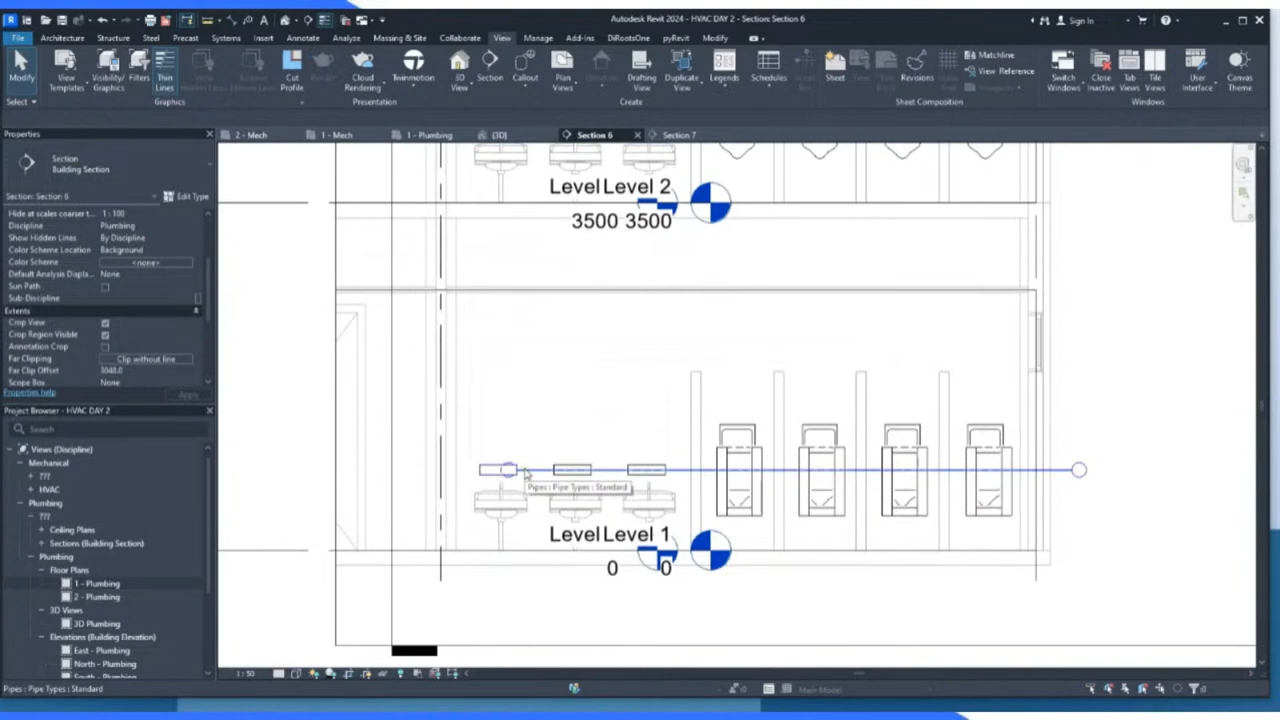 Autodesk Revit 2024 - HVAC DAY 2 - Section: Section 6
Sign In
File Architecture Structure Steel Precast Systems Insert Annotate Analyze Massing & Site Collaborate View Manage Add-Ins DiRootsOne pyRevit Modify
Modify View Templates Visibility/ Graphics Filters Thin Lines Cut Profile Cloud Rendering Twinmotion 3D View Section Callout Plan Views Drafting View Duplicate View Legends Schedules Sheet Revisions Matchline View Reference Switch Windows Close Inactive Tab Views Tile Views User Interface Canvas Theme
Select Graphics Presentation Create Sheet Composition Windows
Properties
2 - Mech
1 - Mech
1 - Plumbing
{3D}
Section 6
Section 7
Section
Building Section
Section: Section 6
Edit Type
Hide at scales coarser t... 1 : 100
Discipline Plumbing
Show Hidden Lines By Discipline
Color Scheme Location Background
Color Scheme <none>
Default Analysis Displa... None
Sun Path
Sub-Discipline
Extents
Crop View
Crop Region Visible
Annotation Crop
Far Clipping Clip without line
Far Clip Offset 3048.0
Scope Box None
Properties help
Apply
Project Browser - HVAC DAY 2
Search
Views (Discipline)
Mechanical
???
HVAC
Plumbing
???
Ceiling Plans
Sections (Building Section)
Plumbing
Floor Plans
1 - Plumbing
2 - Plumbing
3D Views
3D Plumbing
Elevations (Building Elevation)
East - Plumbing
North - Plumbing
Level Level 2
3500 3500
Pipes : Pipe Types : Standard
Level Level 1
0 0
1 : 50
Pipes : Pipe Types : Standard
Main Model